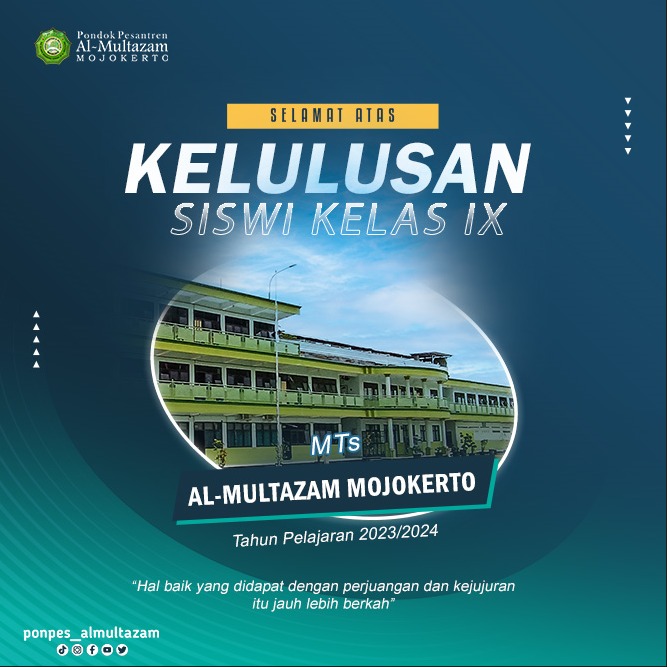 Pondok Pesantren
Al-Multazam
MOJOKERTO
SELAMAT ATAS
KELULUSAN
SISWI KELAS IX
MTs
AL-MULTAZAM MOJOKERTO
Tahun Pelajaran 2023/2024
“Hal baik yang didapat dengan perjuangan dan kejujuran
itu jauh lebih berkah”
ponpes_almultazam